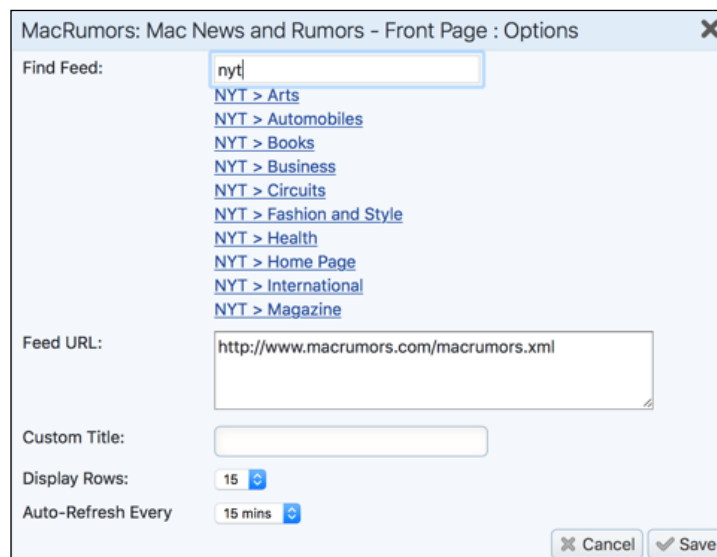 MacRumors: Mac News and Rumors - Front Page : Options
Find Feed: nyt
NYT > Arts
NYT > Automobiles
NYT > Books
NYT > Business
NYT > Circuits
NYT > Fashion and Style
NYT > Health
NYT > Home Page
NYT > International
NYT > Magazine
Feed URL: http://www.macrumors.com/macrumors.xml
Custom Title:
Display Rows: 15
Auto-Refresh Every 15 mins
Cancel Save